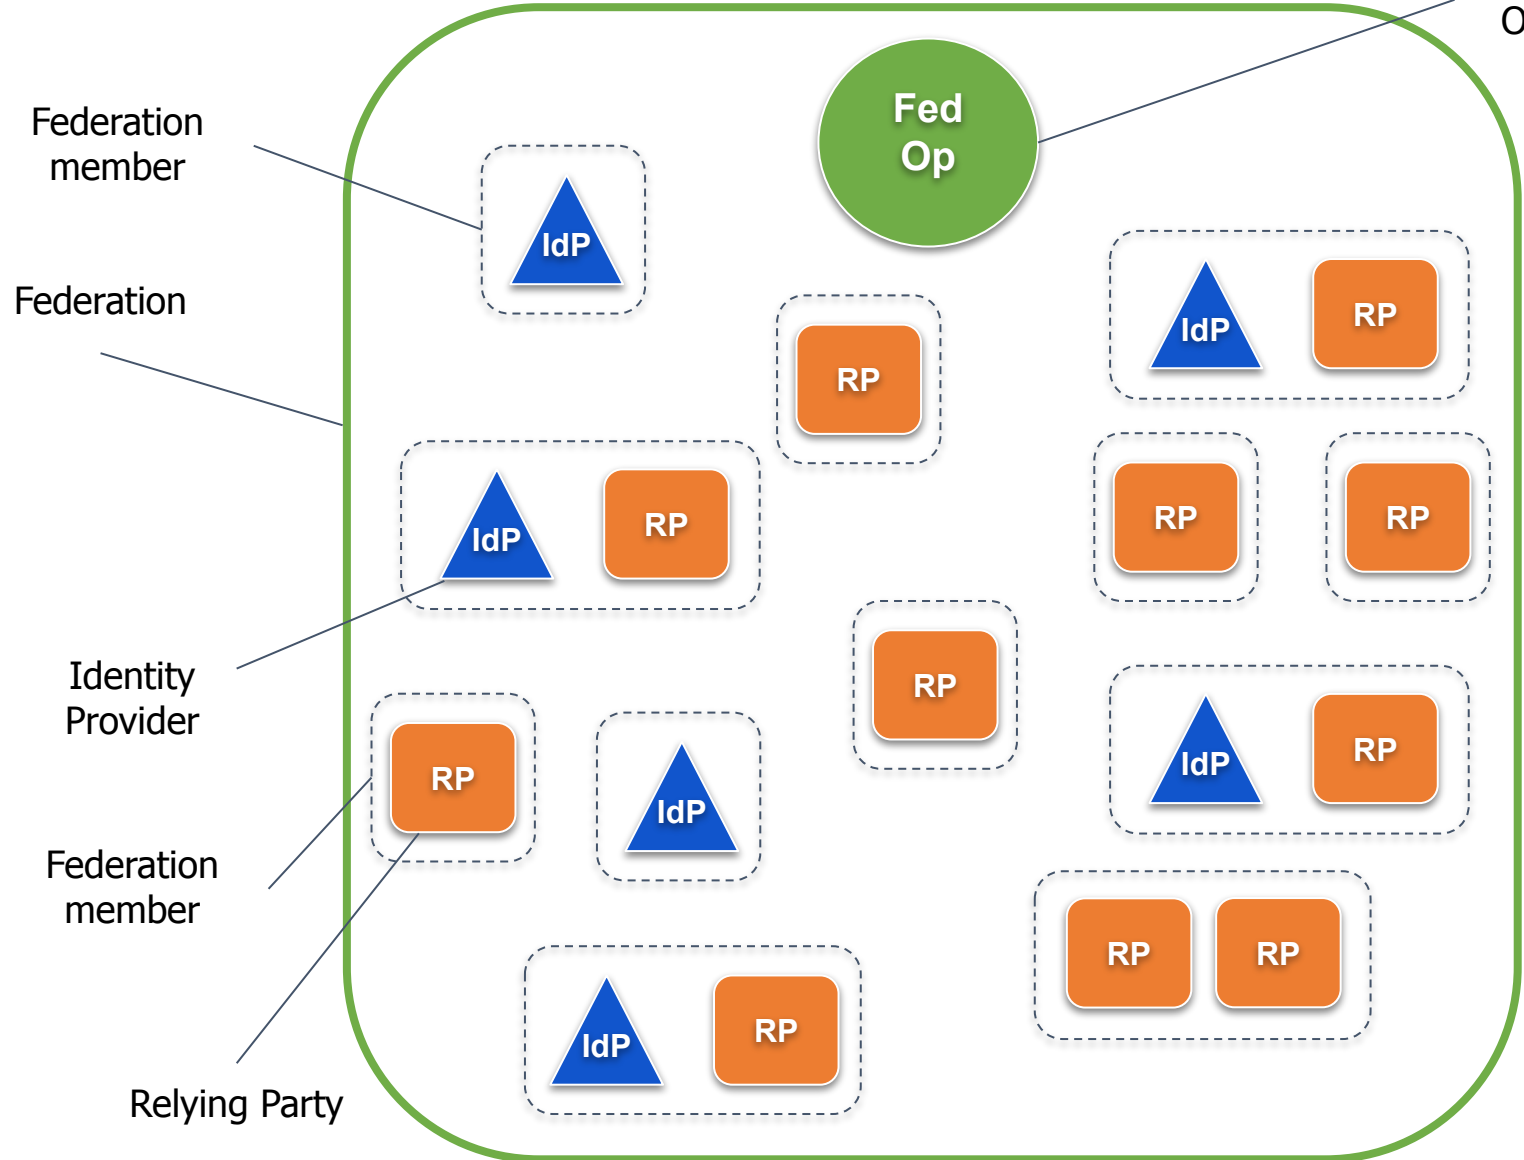 Fed
Op
Federation
member
IdP
Federation
IdP
RP
RP
IdP
RP
RP
RP
Identity
Provider
RP
IdP
RP
RP
IdP
Federation
member
RP
RP
IdP
RP
Relying Party